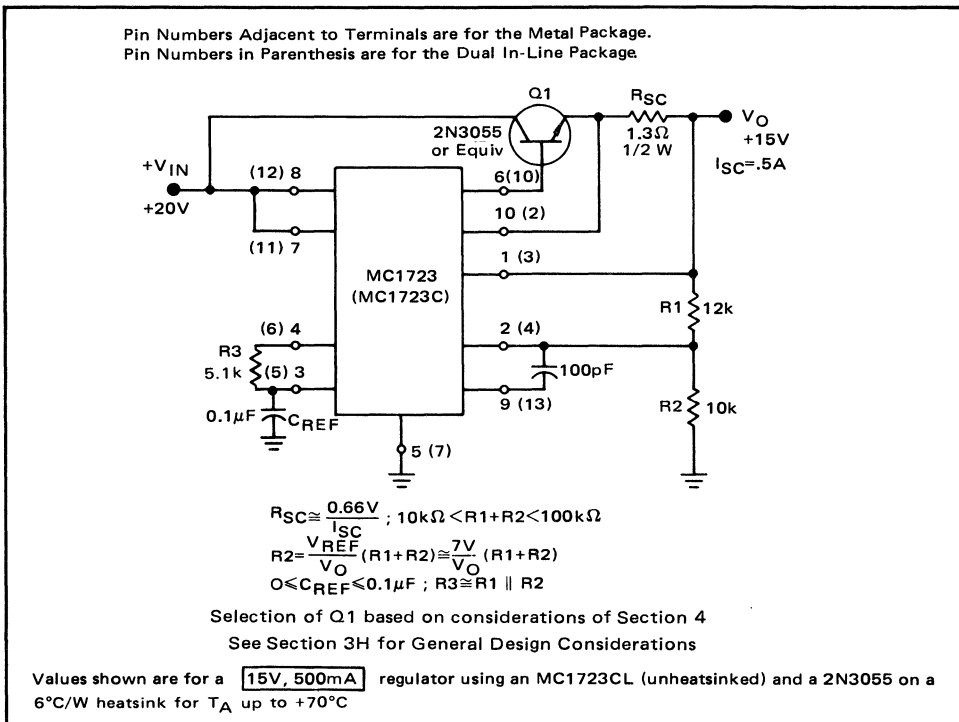 Pin Numbers Adjacent to Terminals are for the Metal Package.
Pin Numbers in Parenthesis are for the Dual In-Line Package.
Q1
2N3055
or Equiv
RSC
1.3Ω
1/2 W
VO
+15V
ISC=.5A
+VIN
+20V
(12) 8
(11) 7
6(10)
10 (2)
1 (3)
MC1723
(MC1723C)
R1
12k
(6) 4
2 (4)
R3
5.1k
(5) 3
100pF
9 (13)
0.1μF
CREF
R2
10k
5 (7)
RSC≅ 0.66V/ISC ; 10kΩ <R1+R2<100kΩ
R2= VREF/VO (R1+R2)≅ 7V/VO (R1+R2)
O≤CREF≤0.1μF ; R3≅R1 || R2
Selection of Q1 based on considerations of Section 4
See Section 3H for General Design Considerations
Values shown are for a 15V, 500mA regulator using an MC1723CL (unheatsinked) and a 2N3055 on a
6°C/W heatsink for TA up to +70°C